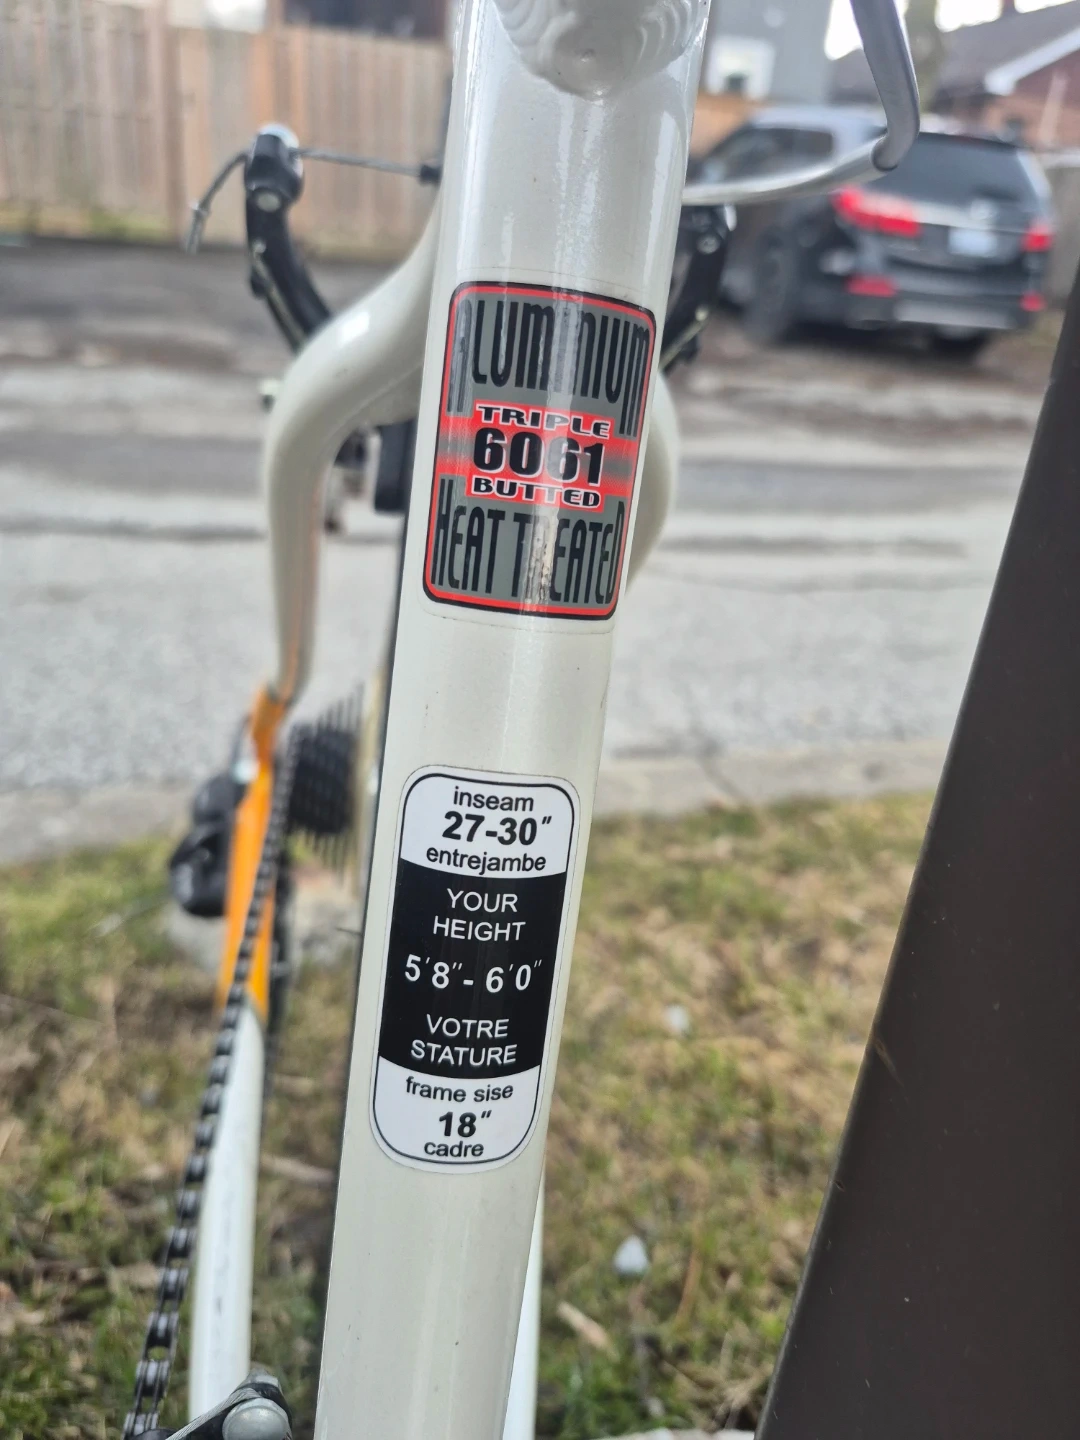 ALUMINIUM
TRIPLE
6061
BUTTED
HEAT TREATED
inseam
27-30"
entrejambe
YOUR
HEIGHT
5'8"- 6'0"
VOTRE
STATURE
frame sise
18"
cadre